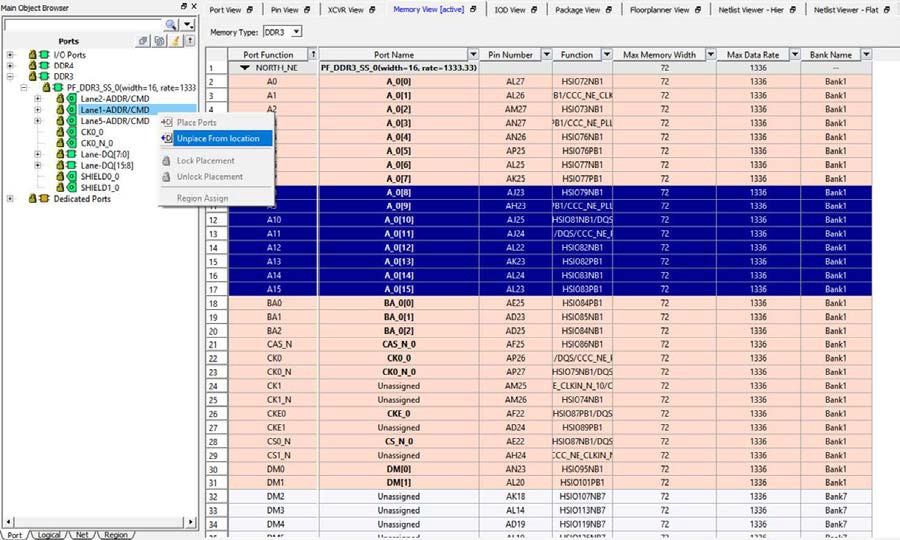 Main Object Browser
Port View
Pin View
XCVR View
Memory View [active]
IOD View
Package View
Floorplanner View
Netlist Viewer - Hier
Netlist Viewer - Flat
Memory Type: DDR3
Ports
I/O Ports
DDR4
DDR3
PF_DDR3_SS_0(width=16, rate=1333
Lane2-ADDR/CMD
Lane1-ADDR/CMD
Lane5-ADDR/CMD
CK0_0
CK0_N_0
Lane-DQ[7:0]
Lane-DQ[15:8]
SHIELD0_0
SHIELD1_0
Dedicated Ports
Place Ports
Unplace From location
Lock Placement
Unlock Placement
Region Assign
Port Function Port Name Pin Number Function Max Memory Width Max Data Rate Bank Name
1 NORTH_NE PF_DDR3_SS_0(width=16, rate=1333.33) 72 1336 --
2 A0 A_0[0] AL27 HSIO72NB1 72 1336 Bank1
3 A1 A_0[1] AL26 B1/CCC_NE_CLK 72 1336 Bank1
4 A2 A_0[2] AM27 HSIO73NB1 72 1336 Bank1
A_0[3] AN27 PB1/CCC_NE_PLL 72 1336 Bank1
A_0[4] AN26 HSIO76NB1 72 1336 Bank1
A_0[5] AP25 HSIO76PB1 72 1336 Bank1
A_0[6] AL25 HSIO77NB1 72 1336 Bank1
A_0[7] AK25 HSIO77PB1 72 1336 Bank1
A_0[8] AJ23 HSIO79NB1 72 1336 Bank1
A_0[9] AH23 PB1/CCC_NE_PLL 72 1336 Bank1
12 A10 A_0[10] AJ25 HSIO81NB1/DQS 72 1336 Bank1
13 A11 A_0[11] AJ24 /DQS/CCC_NE_F 72 1336 Bank1
14 A12 A_0[12] AL22 HSIO82NB1 72 1336 Bank1
15 A13 A_0[13] AK23 HSIO82PB1 72 1336 Bank1
16 A14 A_0[14] AL24 HSIO83NB1 72 1336 Bank1
17 A15 A_0[15] AL23 HSIO83PB1 72 1336 Bank1
18 BA0 BA_0[0] AE25 HSIO84PB1 72 1336 Bank1
19 BA1 BA_0[1] AD23 HSIO84NB1 72 1336 Bank1
20 BA2 BA_0[2] AD25 HSIO85NB1 72 1336 Bank1
21 CAS_N CAS_N_0 AF25 HSIO86NB1 72 1336 Bank1
22 CK0 CK0_0 AP26 /DQS/CCC_NE_P 72 1336 Bank1
23 CK0_N CK0_N_0 AP27 HSIO75NB1/DQS 72 1336 Bank1
24 CK1 Unassigned AM25 E_CLKIN_N_10/C 72 1336 Bank1
25 CK1_N Unassigned AM26 HSIO74NB1 72 1336 Bank1
26 CKE0 CKE_0 AF22 HSIO87PB1/DQS 72 1336 Bank1
27 CKE1 Unassigned AD24 HSIO89PB1 72 1336 Bank1
28 CS0_N CS_N_0 AE22 HSIO87NB1/DQS 72 1336 Bank1
29 CS1_N Unassigned AH24 CCC_NE_CLKIN_N 72 1336 Bank1
30 DM0 DM[0] AN23 HSIO95NB1 72 1336 Bank1
31 DM1 DM[1] AL20 HSIO101PB1 72 1336 Bank1
32 DM2 Unassigned AK18 HSIO107NB7 72 1336 Bank7
33 DM3 Unassigned AL14 HSIO113NB7 72 1336 Bank7
34 DM4 Unassigned AD19 HSIO119NB7 72 1336 Bank7
Port Logical Net Region